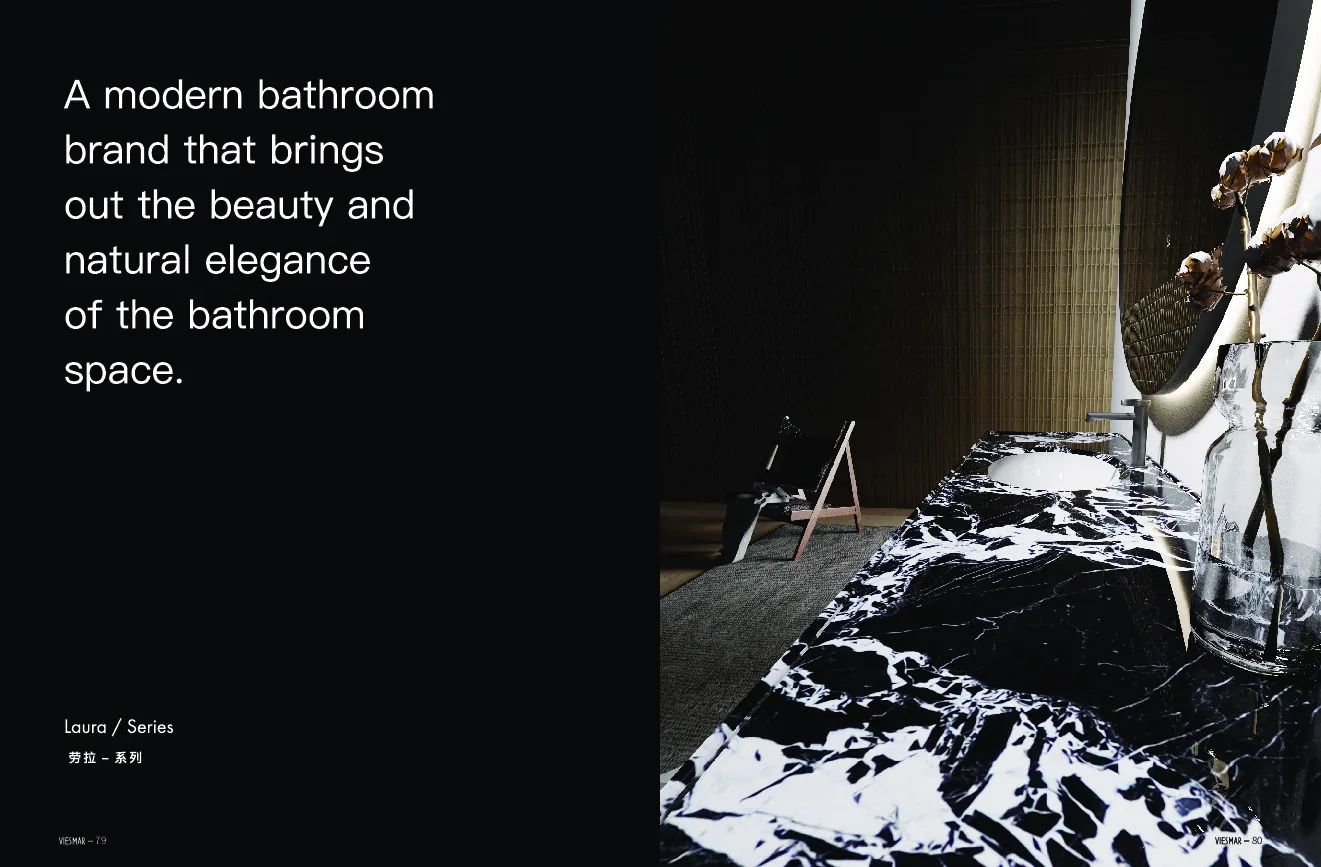 A modern bathroom
brand that brings
out the beauty and
natural elegance
of the bathroom
space.
Laura / Series
劳拉 – 系列
VIESMAR – 79
VIESMAR – 80